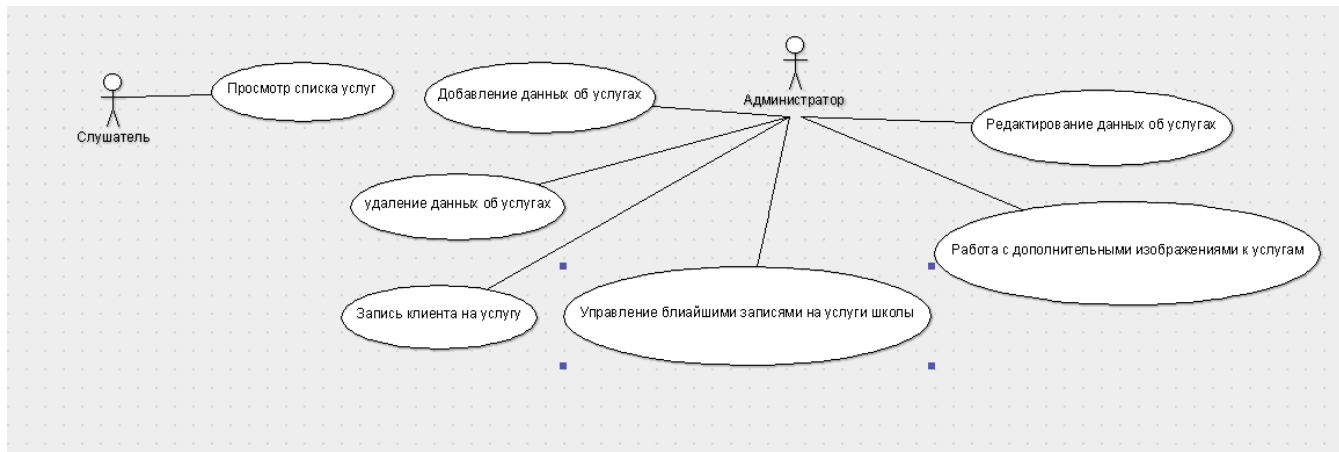 Просмотр списка услуг
Слушатель
Добавление данных об услугах
Администратор
Редактирование данных об услугах
удаление данных об услугах
Работа с дополнительными изображениями к услугам
Запись клиента на услугу
Управление блиайшими записями на услуги школы